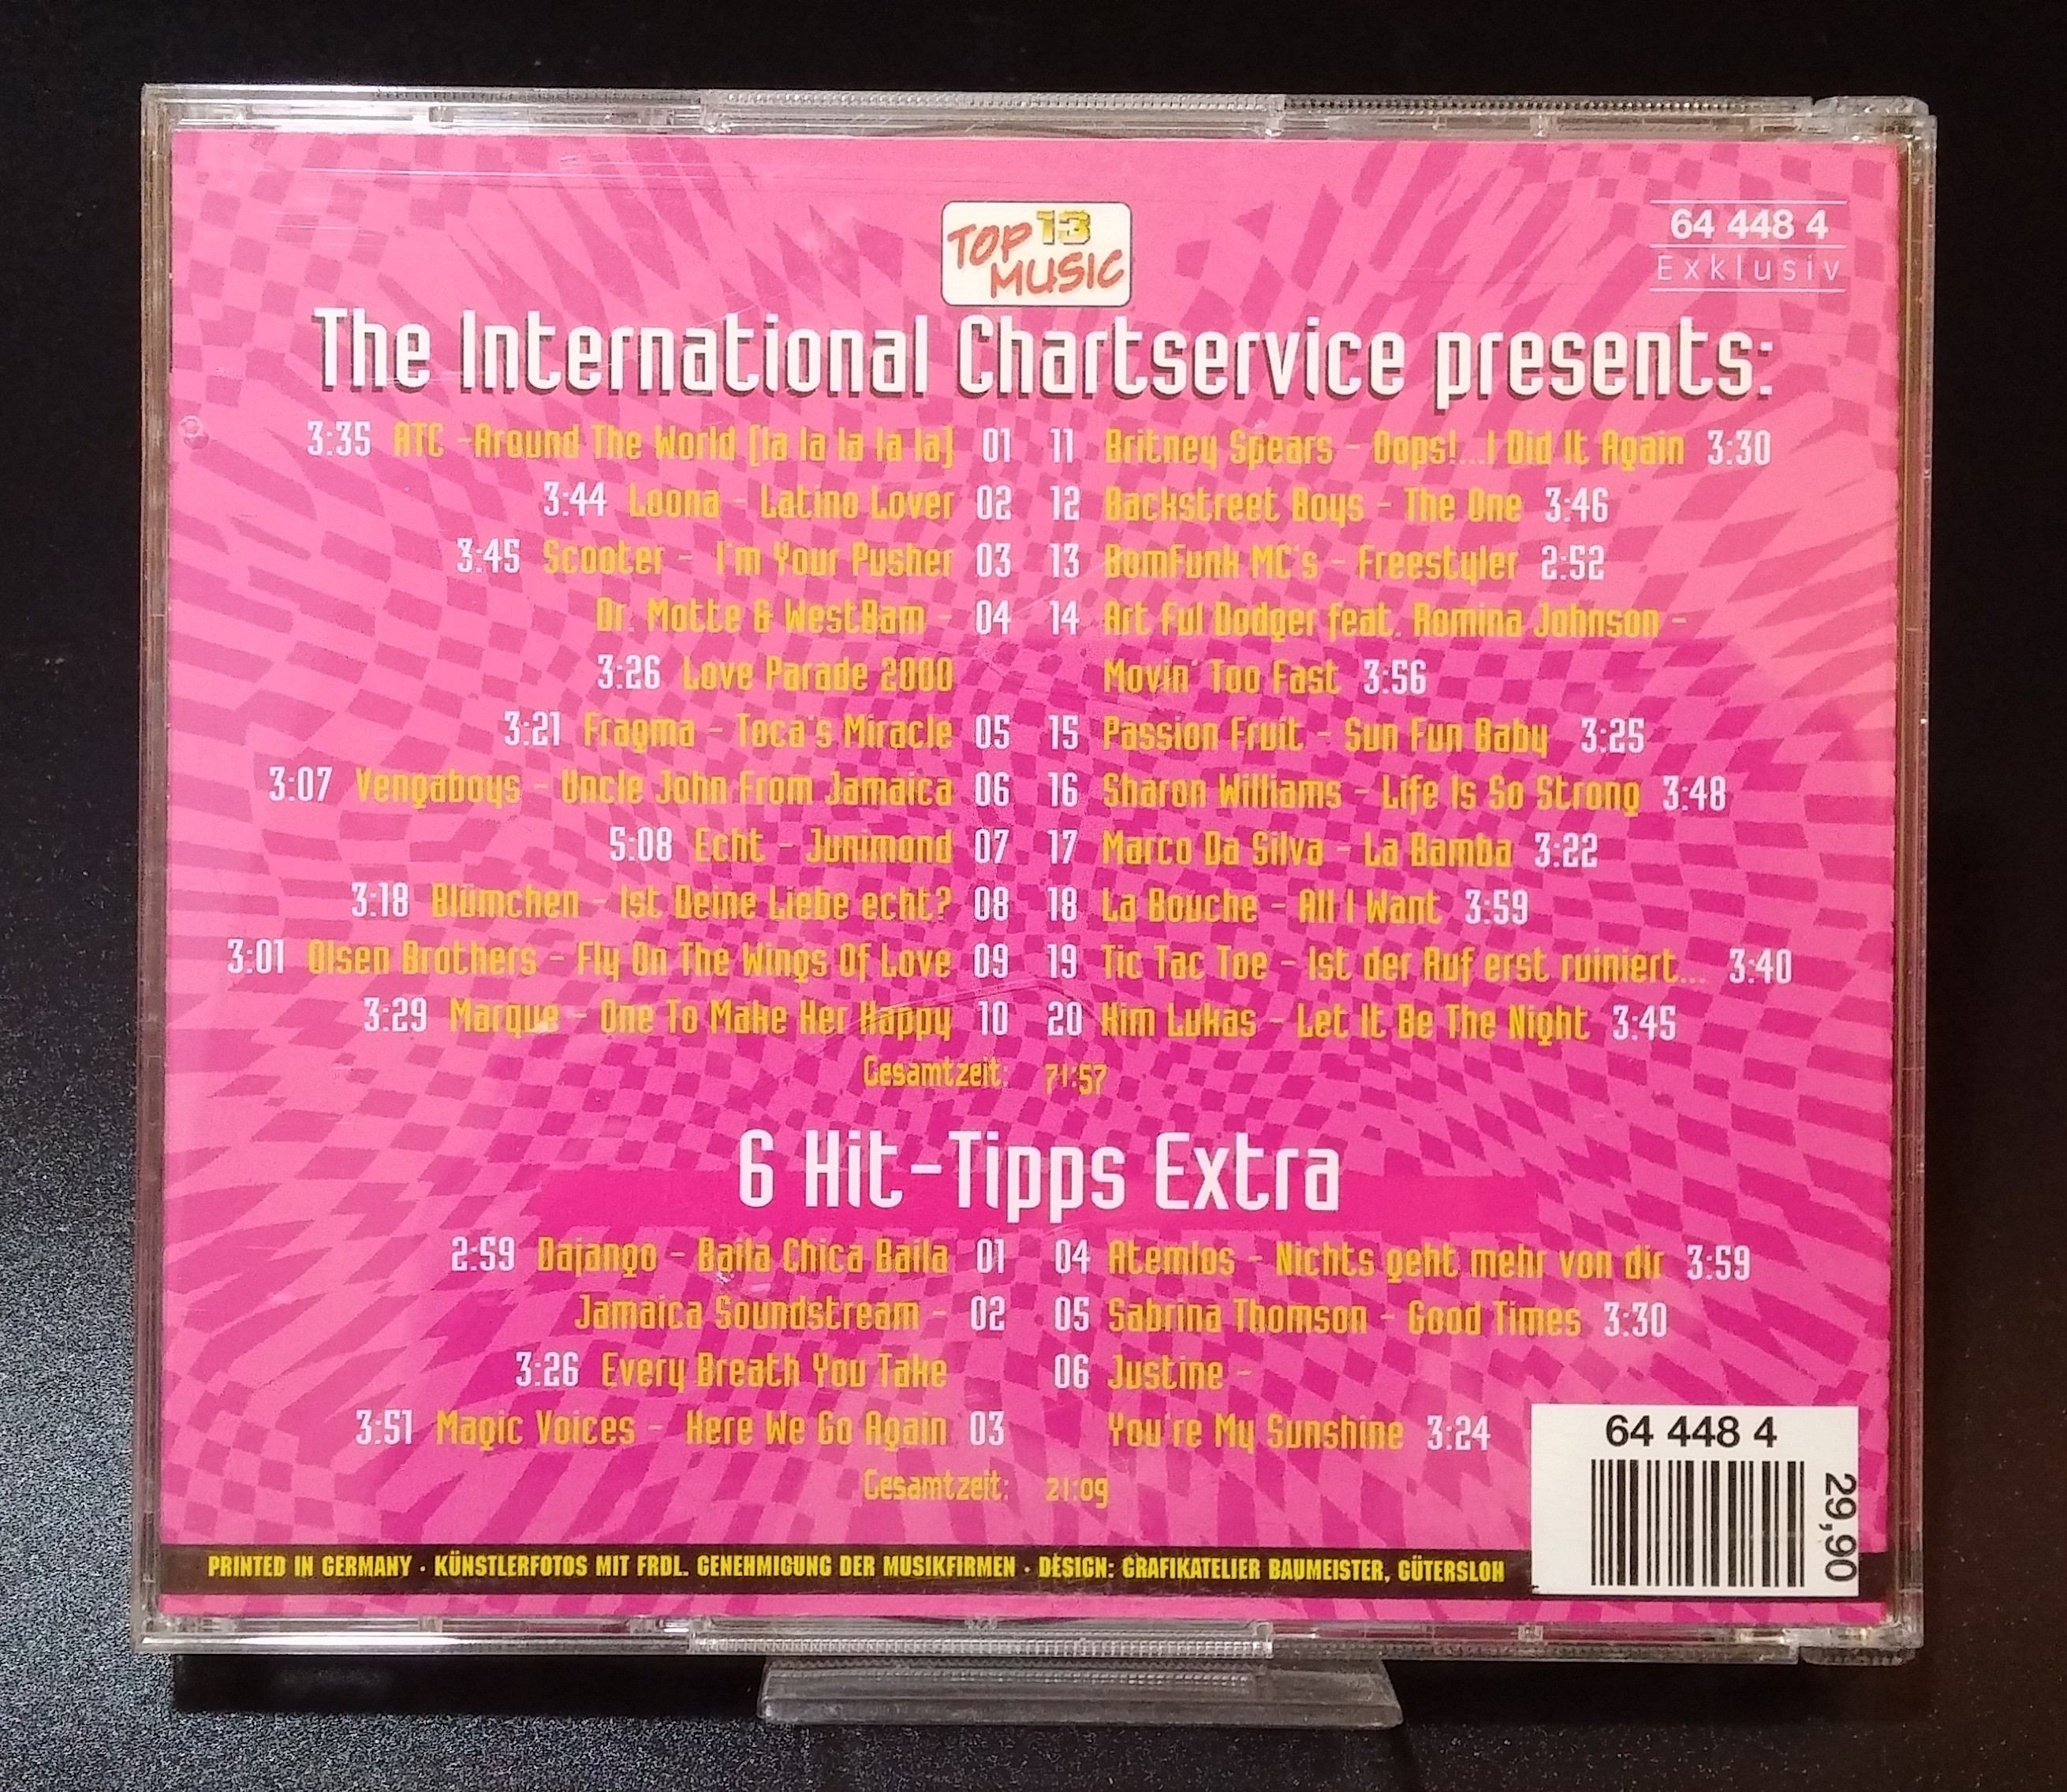 TOP 13 MUSIC
64 448 4
Exklusiv
The International Chartservice presents:
3:35 ATC -Around The World (la la la la la) 01
3:44 Loona - Latino Lover 02
3:45 Scooter - I'm Your Pusher 03
Dr. Motte & WestBam - 04
3:26 Love Parade 2000
3:21 Fragma - Toca's Miracle 05
3:07 Vengaboys - Uncle John From Jamaica 06
5:08 Echt - Junimond 07
3:18 Blümchen - Ist Deine Liebe echt? 08
3:01 Olsen Brothers - Fly On The Wings Of Love 09
3:29 Marque - One To Make Her Happy 10
11 Britney Spears - Oops!...I Did It Again 3:30
12 Backstreet Boys - The One 3:46
13 BomFunk MC's - Freestyler 2:52
14 Art Ful Dodger feat. Romina Johnson -
Movin' Too Fast 3:56
15 Passion Fruit - Sun Fun Baby 3:25
16 Sharon Williams - Life Is So Strong 3:48
17 Marco Da Silva - La Bamba 3:22
18 La Bouche - All I Want 3:59
19 Tic Tac Toe - Ist der Ruf erst ruiniert... 3:40
20 Kim Lukas - Let It Be The Night 3:45
Gesamtzeit: 71:57
6 Hit-Tipps Extra
2:59 Dajango - Baila Chica Baila 01
Jamaica Soundstream - 02
3:26 Every Breath You Take
3:51 Magic Voices - Here We Go Again 03
04 Atemlos - Nichts geht mehr von dir 3:59
05 Sabrina Thomson - Good Times 3:30
06 Justine -
You're My Sunshine 3:24
Gesamtzeit: 21:09
64 448 4
29,90
PRINTED IN GERMANY · KÜNSTLERFOTOS MIT FRDL. GENEHMIGUNG DER MUSIKFIRMEN · DESIGN: GRAFIKATELIER BAUMEISTER, GÜTERSLOH